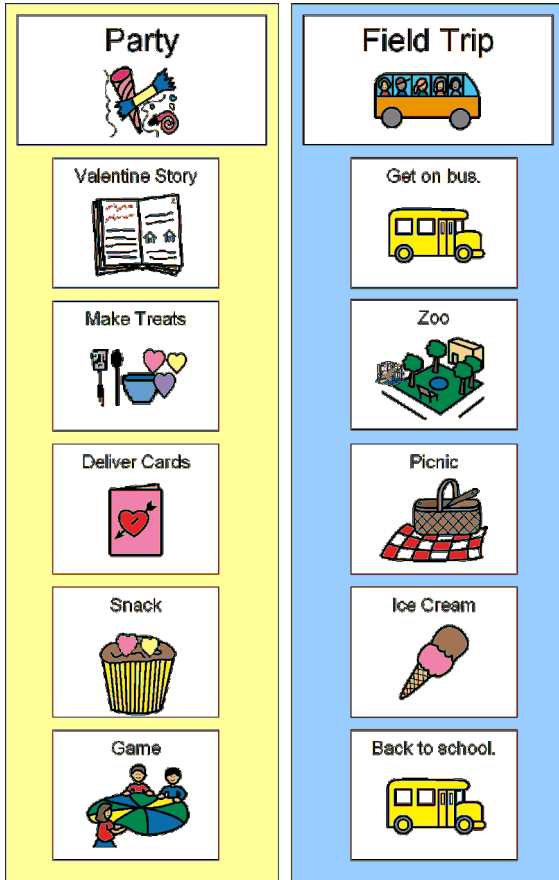 Party
Valentine Story
Make Treats
Deliver Cards
Snack
Game
Field Trip
Get on bus.
Zoo
Picnic
Ice Cream
Back to school.